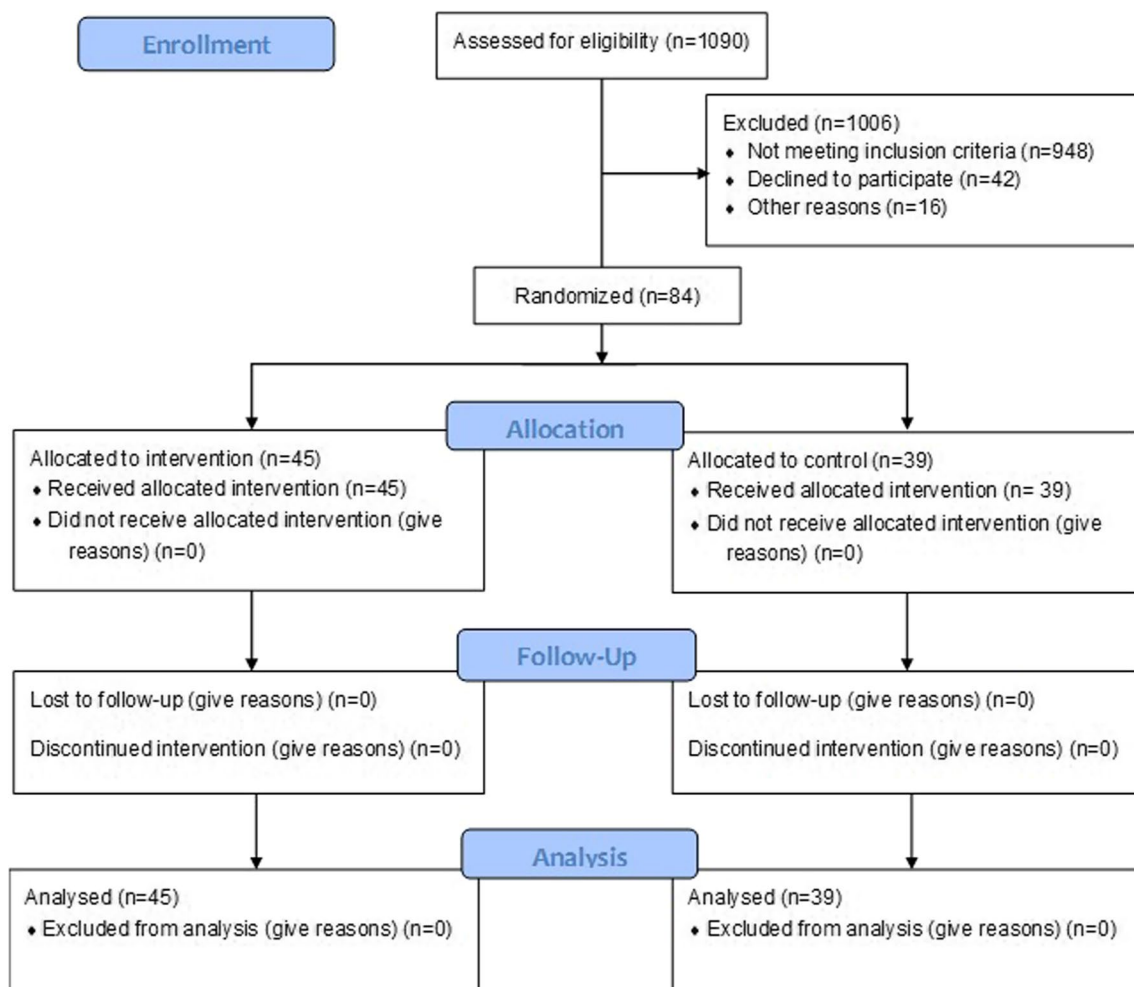 Enrollment
Assessed for eligibility (n=1090)
Excluded (n=1006)
♦ Not meeting inclusion criteria (n=948)
♦ Declined to participate (n=42)
♦ Other reasons (n=16)
Randomized (n=84)
Allocation
Allocated to intervention (n=45)
♦ Received allocated intervention (n=45)
♦ Did not receive allocated intervention (give
reasons) (n=0)
Allocated to control (n=39)
♦ Received allocated intervention (n= 39)
♦ Did not receive allocated intervention (give
reasons) (n=0)
Follow-Up
Lost to follow-up (give reasons) (n=0)
Discontinued intervention (give reasons) (n=0)
Lost to follow-up (give reasons) (n=0)
Discontinued intervention (give reasons) (n=0)
Analysis
Analysed (n=45)
♦ Excluded from analysis (give reasons) (n=0)
Analysed (n=39)
♦ Excluded from analysis (give reasons) (n=0)